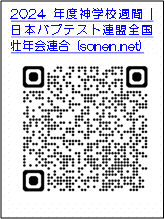 2024 年度神学校週間 |
日本バプテスト連盟全国
壮年会連合 (sonen.net)